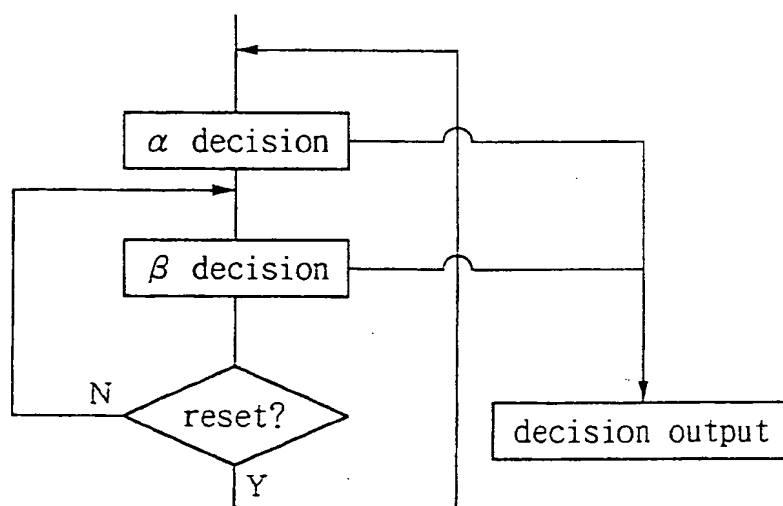 α decision
β decision
N
reset?
decision output
Y